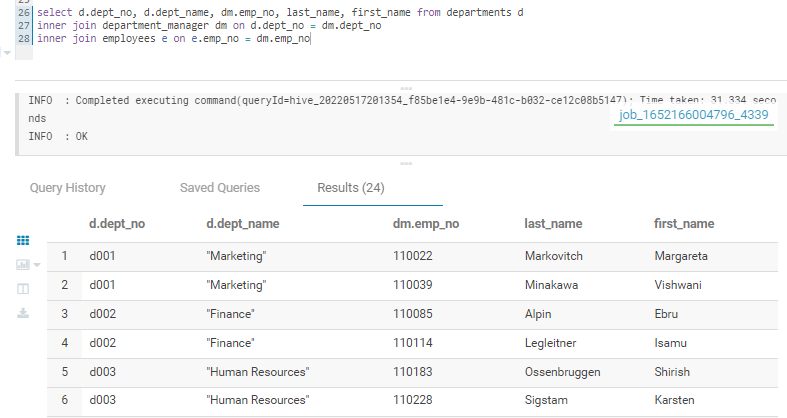 26 select d.dept_no, d.dept_name, dm.emp_no, last_name, first_name from departments d
27 inner join department_manager dm on d.dept_no = dm.dept_no
28 inner join employees e on e.emp_no = dm.emp_no
INFO  : Completed executing command(queryId=hive_20220517201354_f85be1e4-9e9b-481c-b032-ce12c08b5147); Time taken: 31.334 seco
nds
job_1652166004796_4339
INFO  : OK
Query History Saved Queries Results (24)
d.dept_no d.dept_name dm.emp_no last_name first_name
1 d001 "Marketing" 110022 Markovitch Margareta
2 d001 "Marketing" 110039 Minakawa Vishwani
3 d002 "Finance" 110085 Alpin Ebru
4 d002 "Finance" 110114 Legleitner Isamu
5 d003 "Human Resources" 110183 Ossenbruggen Shirish
6 d003 "Human Resources" 110228 Sigstam Karsten